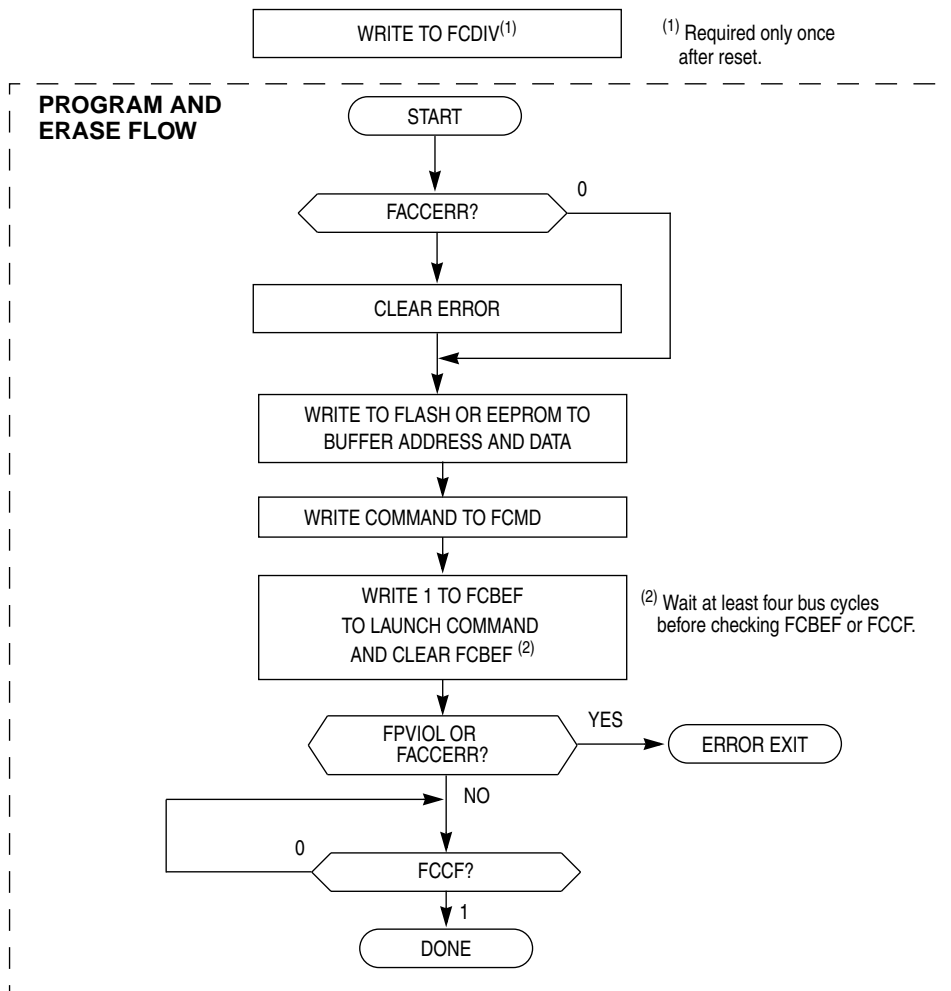 WRITE TO FCDIV(1)
(1) Required only once
after reset.
PROGRAM AND
ERASE FLOW
START
0
FACCERR?
CLEAR ERROR
WRITE TO FLASH OR EEPROM TO
BUFFER ADDRESS AND DATA
WRITE COMMAND TO FCMD
WRITE 1 TO FCBEF
TO LAUNCH COMMAND
AND CLEAR FCBEF (2)
(2) Wait at least four bus cycles
before checking FCBEF or FCCF.
FPVIOL OR
FACCERR?
YES
ERROR EXIT
NO
0
FCCF?
1
DONE